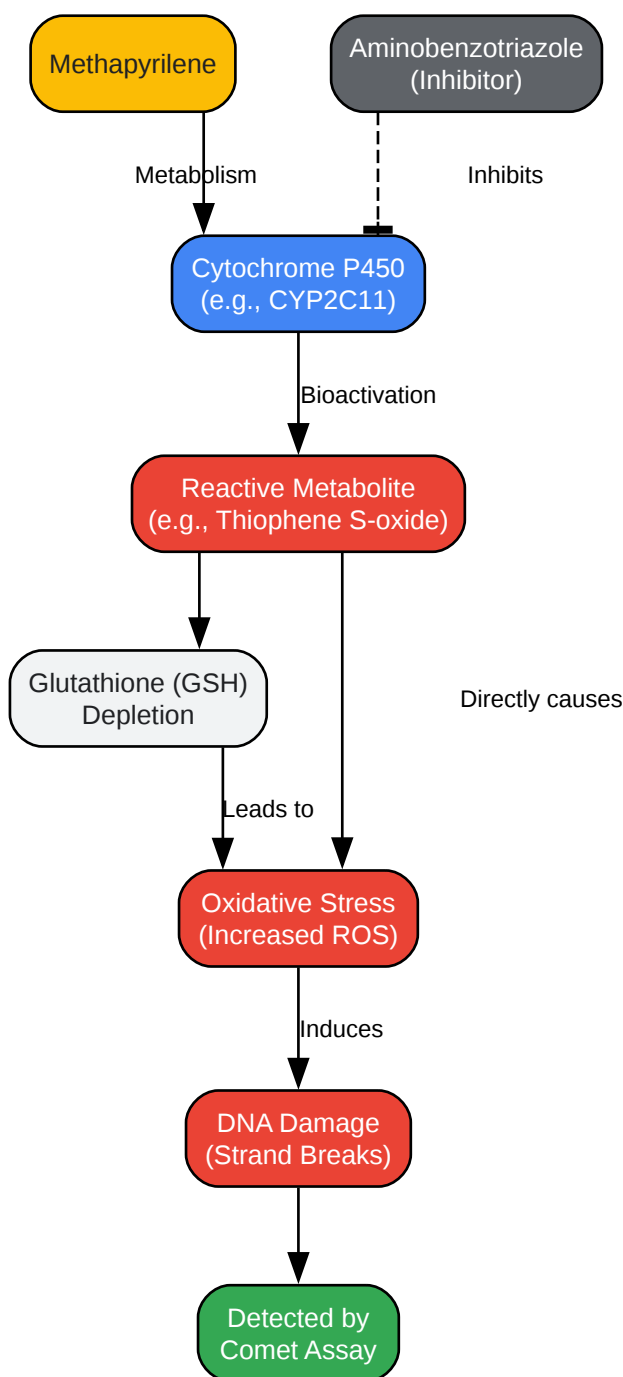 Methapyrilene
Aminobenzotriazole
(Inhibitor)
Metabolism
Inhibits
Cytochrome P450
(e.g., CYP2C11)
Bioactivation
Reactive Metabolite
(e.g., Thiophene S-oxide)
Glutathione (GSH)
Depletion
Directly causes
Leads to
Oxidative Stress
(Increased ROS)
Induces
DNA Damage
(Strand Breaks)
Detected by
Comet Assay